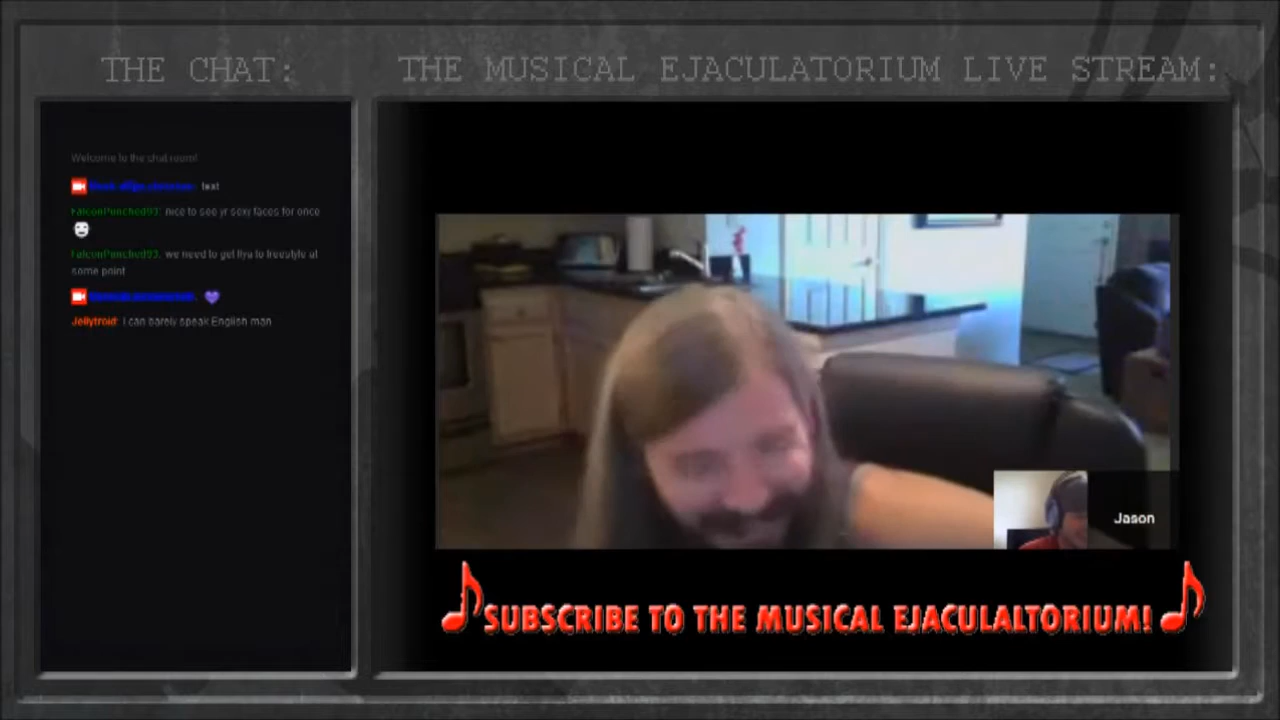 THE CHAT:
THE MUSICAL EJACULATORIUM LIVE STREAM:
Welcome to the chat room!
text
FalconPunched93: nice to see yr sexy faces for once
FalconPunched93: we need to get Ilya to freestyle at
some point
Jellytroid: I can barely speak English man
Jason
SUBSCRIBE TO THE MUSICAL EJACULALTORIUM!